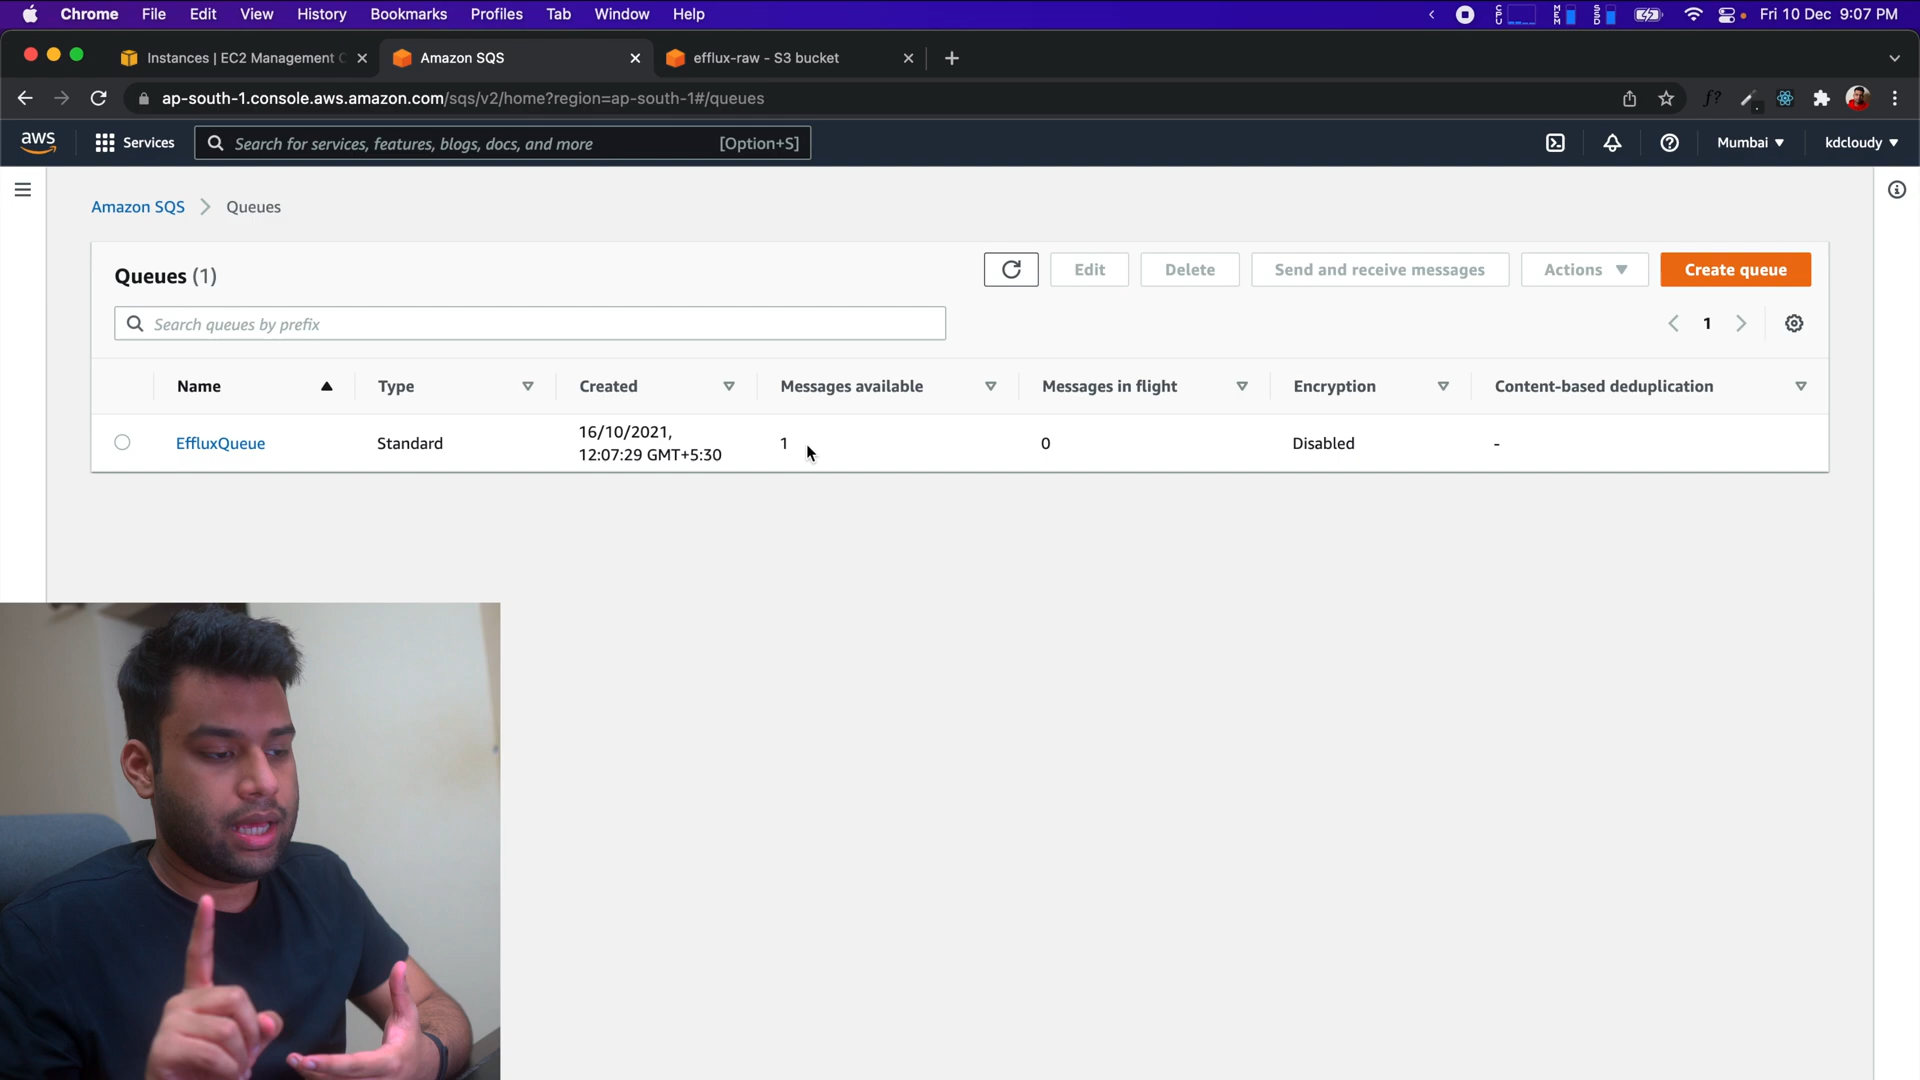 Chrome File Edit View History Bookmarks Profiles Tab Window Help CPU MEM SSD Fri 10 Dec 9:07 PM
Instances | EC2 Management C Amazon SQS efflux-raw - S3 bucket
ap-south-1.console.aws.amazon.com/sqs/v2/home?region=ap-south-1#/queues f?
aws Services Search for services, features, blogs, docs, and more [Option+S] Mumbai kdcloudy
Amazon SQS Queues
Queues (1) Edit Delete Send and receive messages Actions Create queue
Search queues by prefix 1
Name Type Created Messages available Messages in flight Encryption Content-based deduplication
EffluxQueue Standard 16/10/2021, 1 0 Disabled -
12:07:29 GMT+5:30